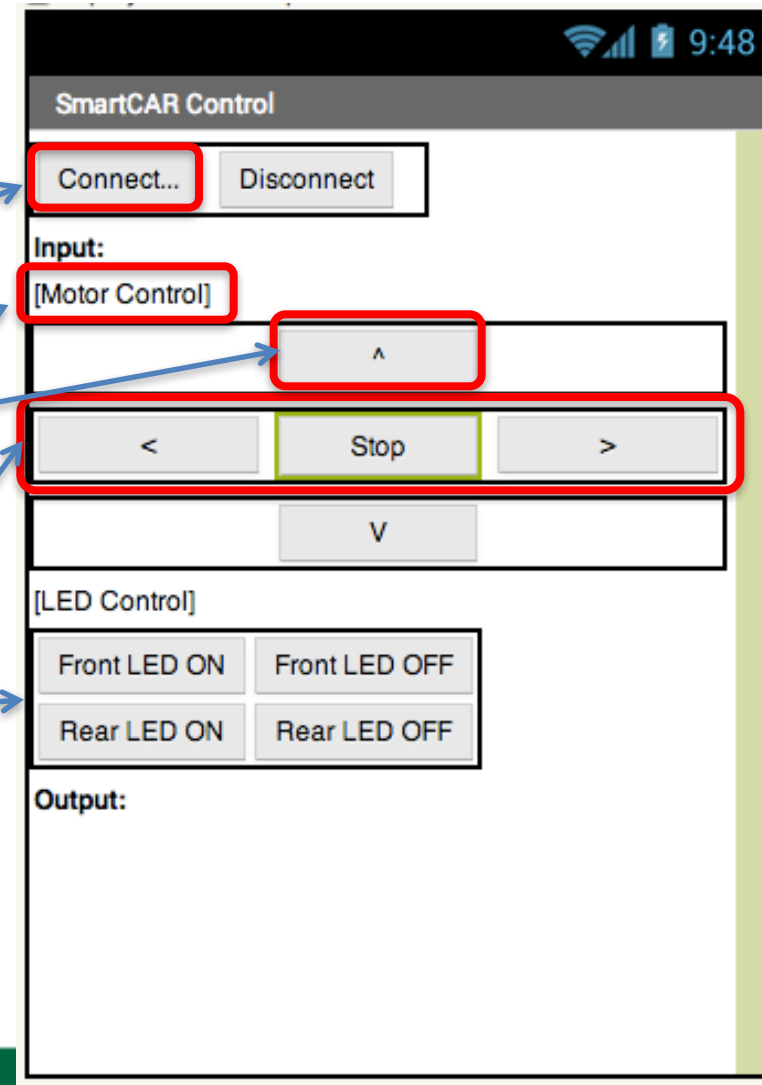 9:48
SmartCAR Control
Connect... Disconnect
Input:
[Motor Control]
^
< Stop >
V
[LED Control]
Front LED ON Front LED OFF
Rear LED ON Rear LED OFF
Output: